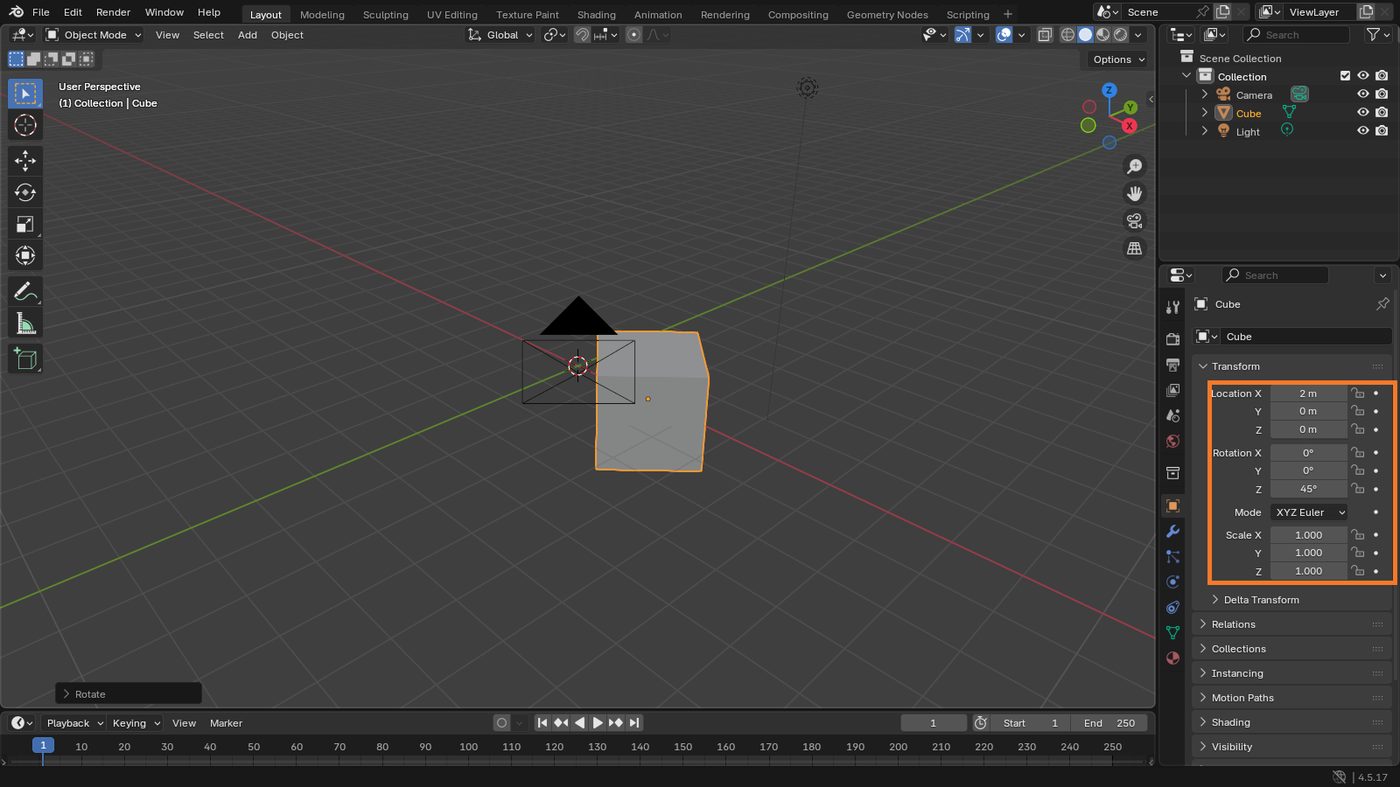 File Edit Render Window Help Layout Modeling Sculpting UV Editing Texture Paint Shading Animation Rendering Compositing Geometry Nodes Scripting + Scene ViewLayer
Object Mode View Select Add Object Global Search
Options
User Perspective
(1) Collection | Cube
Z
Y
X
Scene Collection
Collection
Camera
Cube
Light
Search
Cube
Cube
Transform
Location X 2 m
Y 0 m
Z 0 m
Rotation X 0°
Y 0°
Z 45°
Mode XYZ Euler
Scale X 1.000
Y 1.000
Z 1.000
Delta Transform
Relations
Collections
Instancing
Motion Paths
Shading
Visibility
Rotate
Playback Keying View Marker 1 Start 1 End 250
1 10 20 30 40 50 60 70 80 90 100 110 120 130 140 150 160 170 180 190 200 210 220 230 240 250
4.5.17